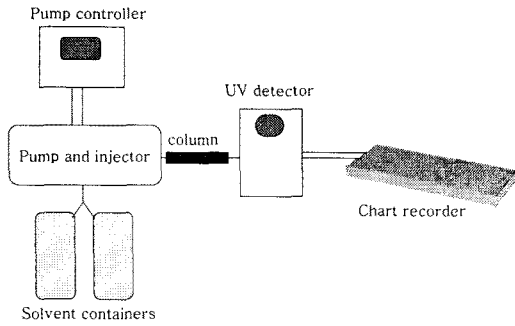 Pump controller
UV detector
column
Pump and injector
Chart recorder
Solvent containers